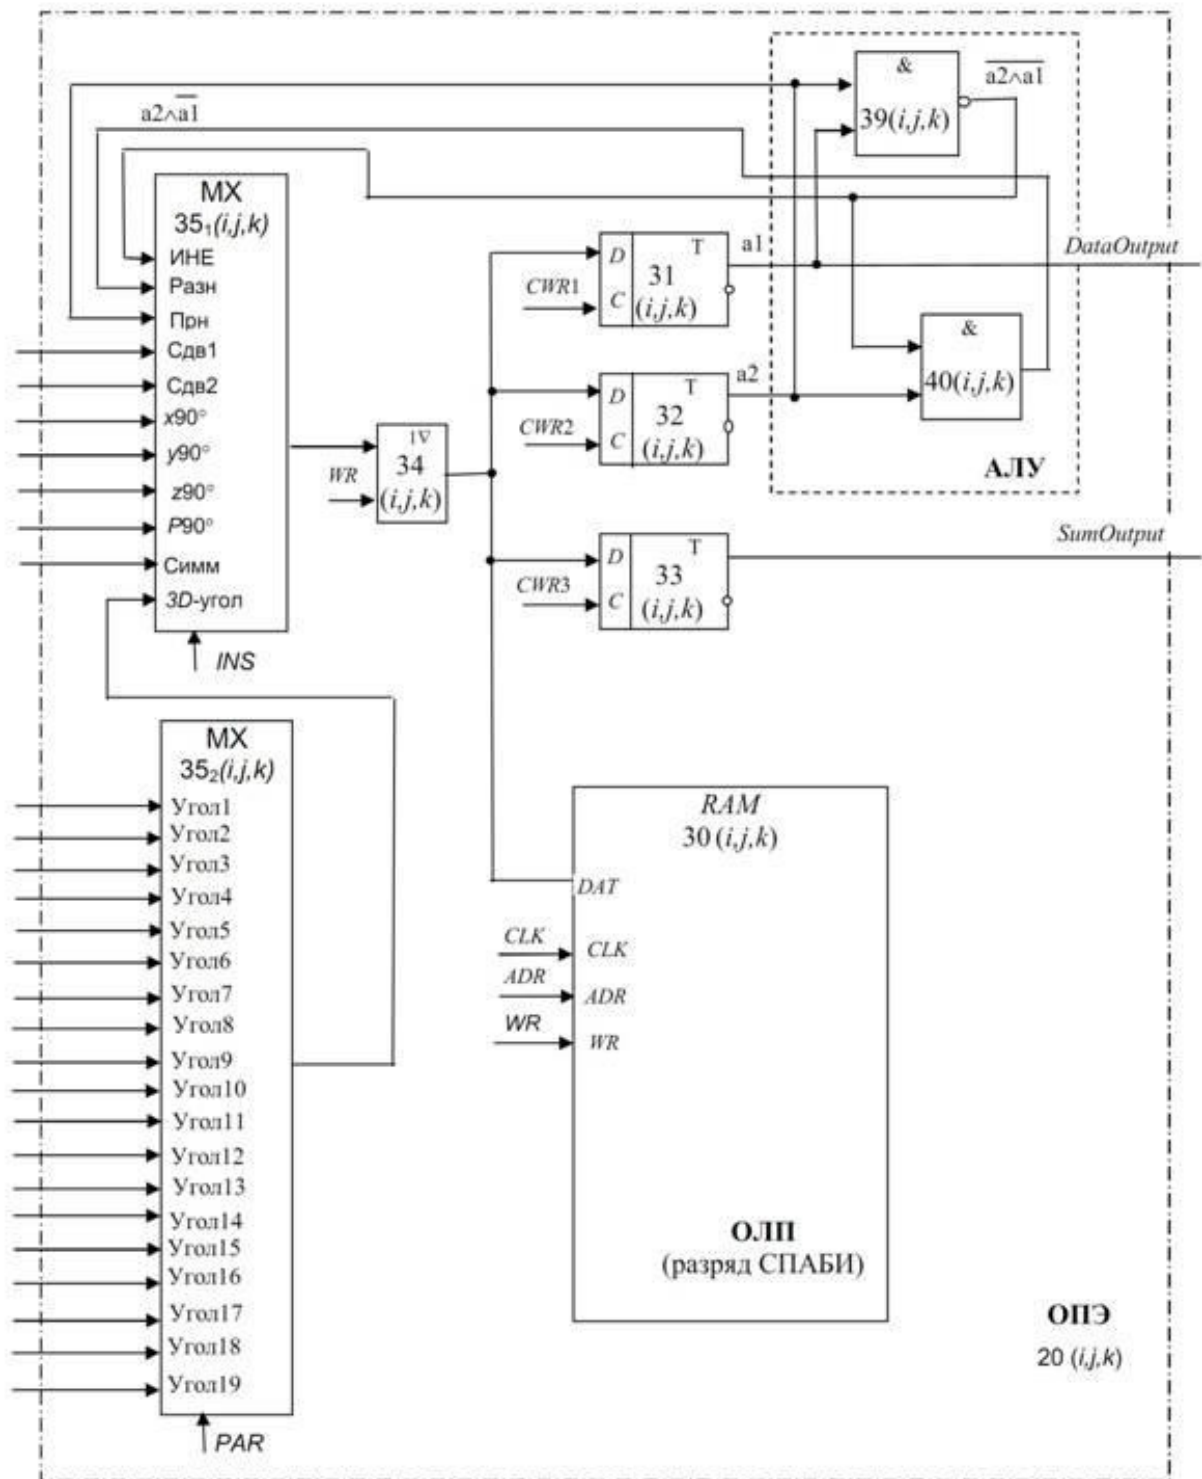 &
a2∧a1
39(i,j,k)
a2∧a1
MX
35₁(i,j,k)
ИНЕ
Разн
Прн
Сдв1
Сдв2
x90°
y90°
z90°
P90°
Симм
3D-угол
INS
WR
1∇
34
(i,j,k)
D
T
a1
31
CWR1
C
(i,j,k)
DataOutput
&
40(i,j,k)
D
T
a2
32
CWR2
C
(i,j,k)
АЛУ
D
T
33
CWR3
C
(i,j,k)
SumOutput
MX
35₂(i,j,k)
Угол1
Угол2
Угол3
Угол4
Угол5
Угол6
Угол7
Угол8
Угол9
Угол10
Угол11
Угол12
Угол13
Угол14
Угол15
Угол16
Угол17
Угол18
Угол19
PAR
RAM
30 (i,j,k)
DAT
CLK
CLK
ADR
ADR
WR
WR
ОЛП
(разряд СПАБИ)
ОПЭ
20 (i,j,k)